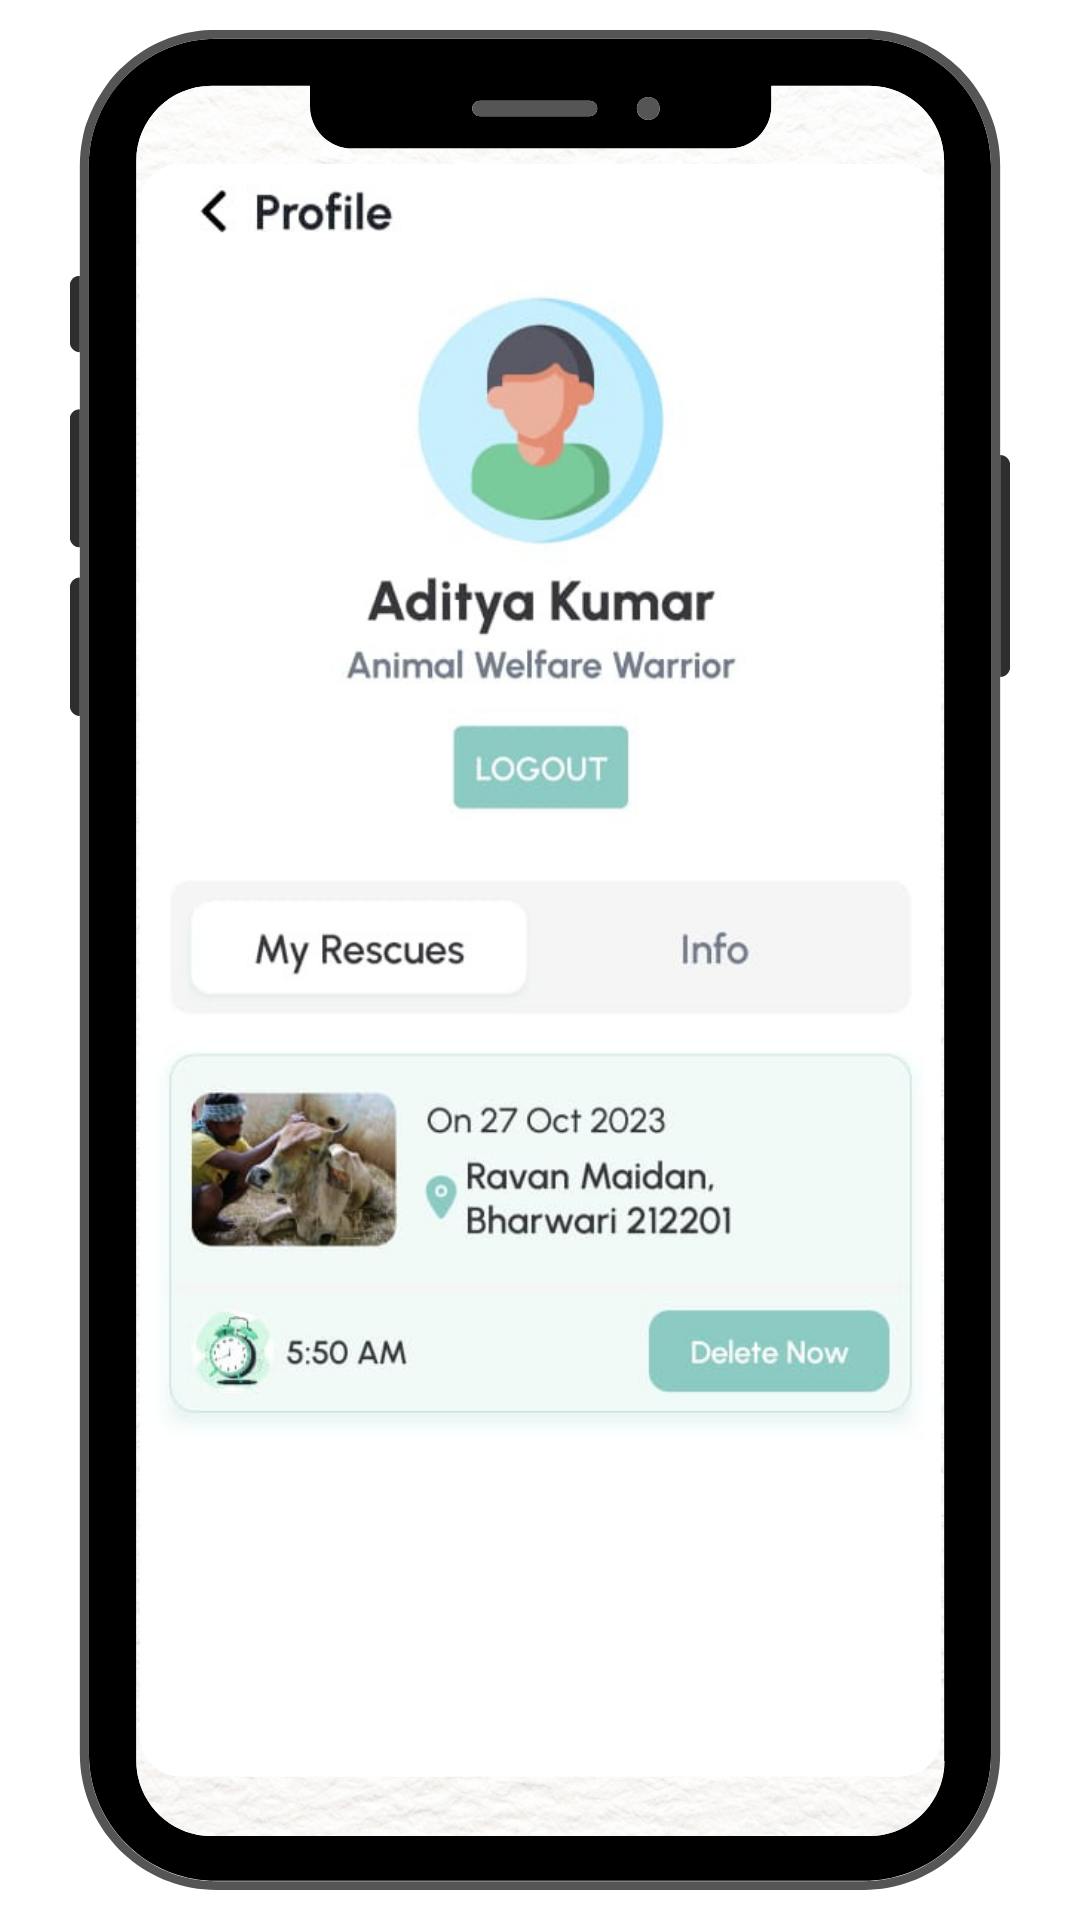 Profile
Aditya Kumar
Animal Welfare Warrior
LOGOUT
My Rescues
Info
On 27 Oct 2023
Ravan Maidan,
Bharwari 212201
5:50 AM
Delete Now